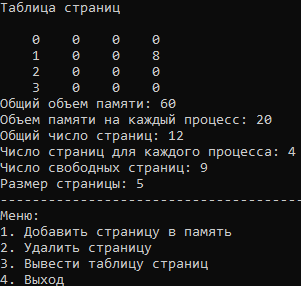 Таблица страниц
0 0 0 0
1 0 0 8
2 0 0 0
3 0 0 0
Общий объем памяти: 60
Объем памяти на каждый процесс: 20
Общий число страниц: 12
Число страниц для каждого процесса: 4
Число свободных страниц: 9
Размер страницы: 5
--------------------------------------
Меню:
1. Добавить страницу в память
2. Удалить страницу
3. Вывести таблицу страниц
4. Выход